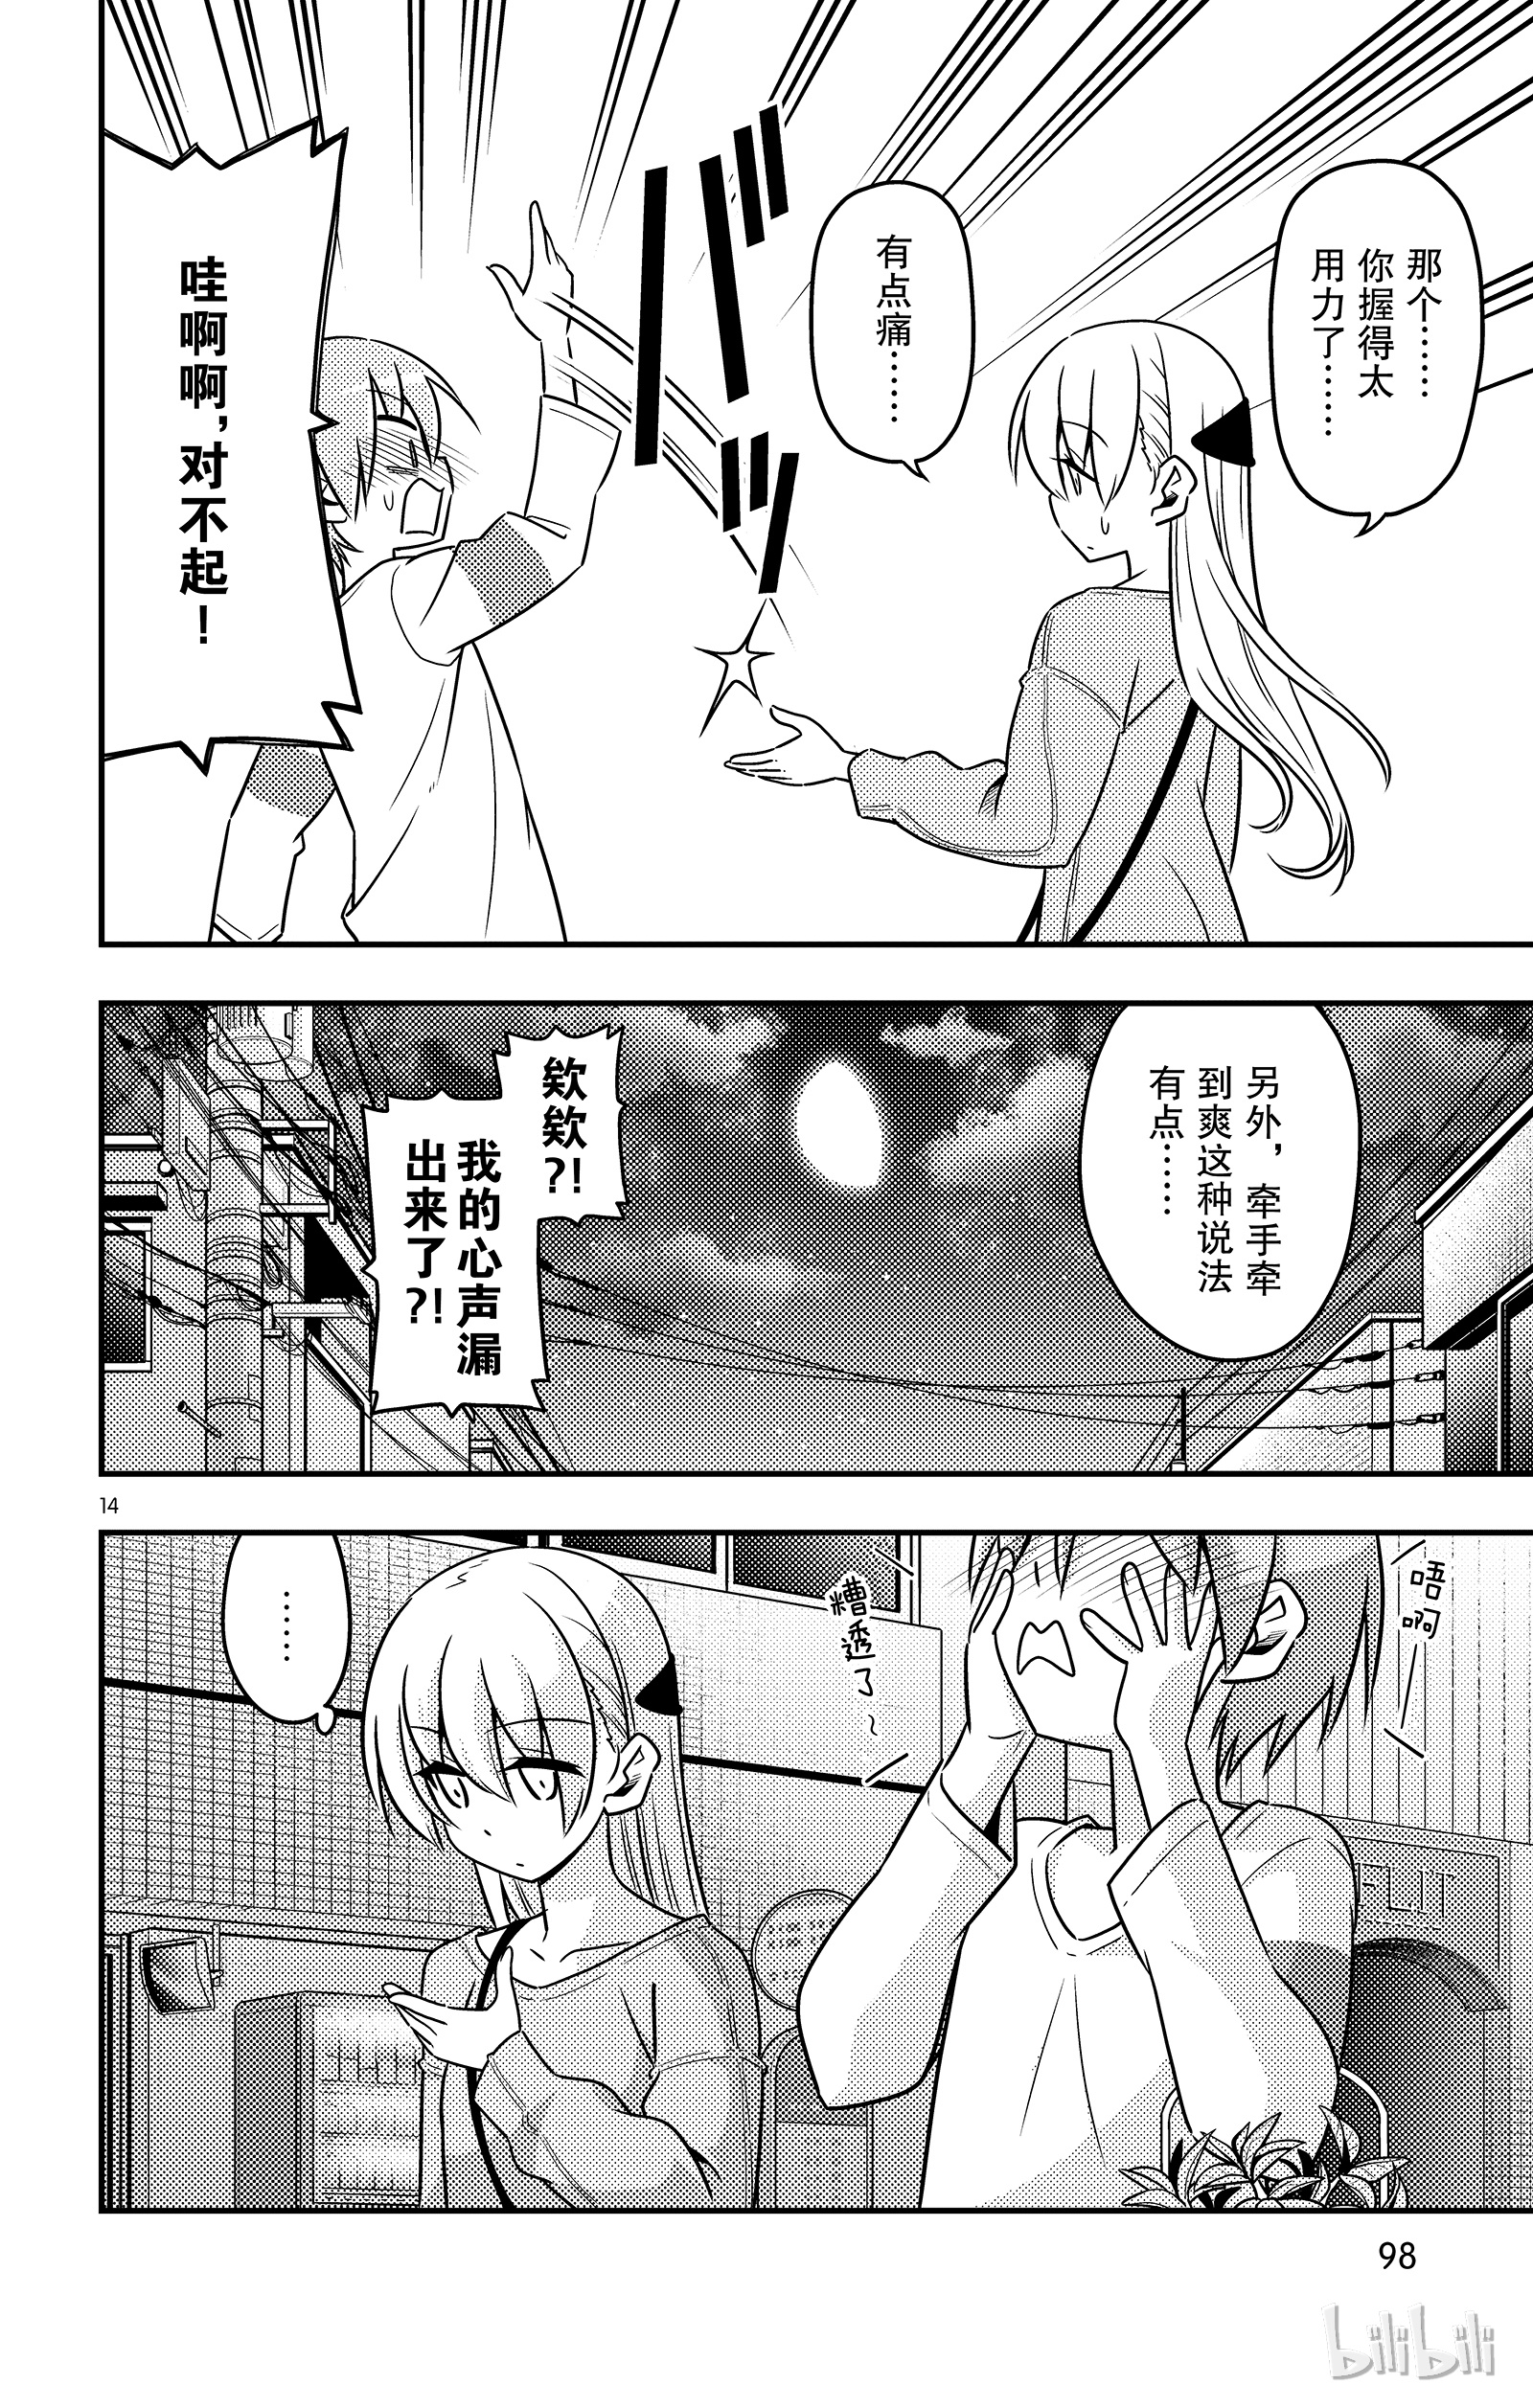 那个……
你握得太
用力了……
有点痛……
哇啊啊，对不起！
另外，牵手牵
到爽这种说法
有点……
欸欸?!
我的心声漏
出来了?!
14
唔啊
糟透了～
……
98
bilibili